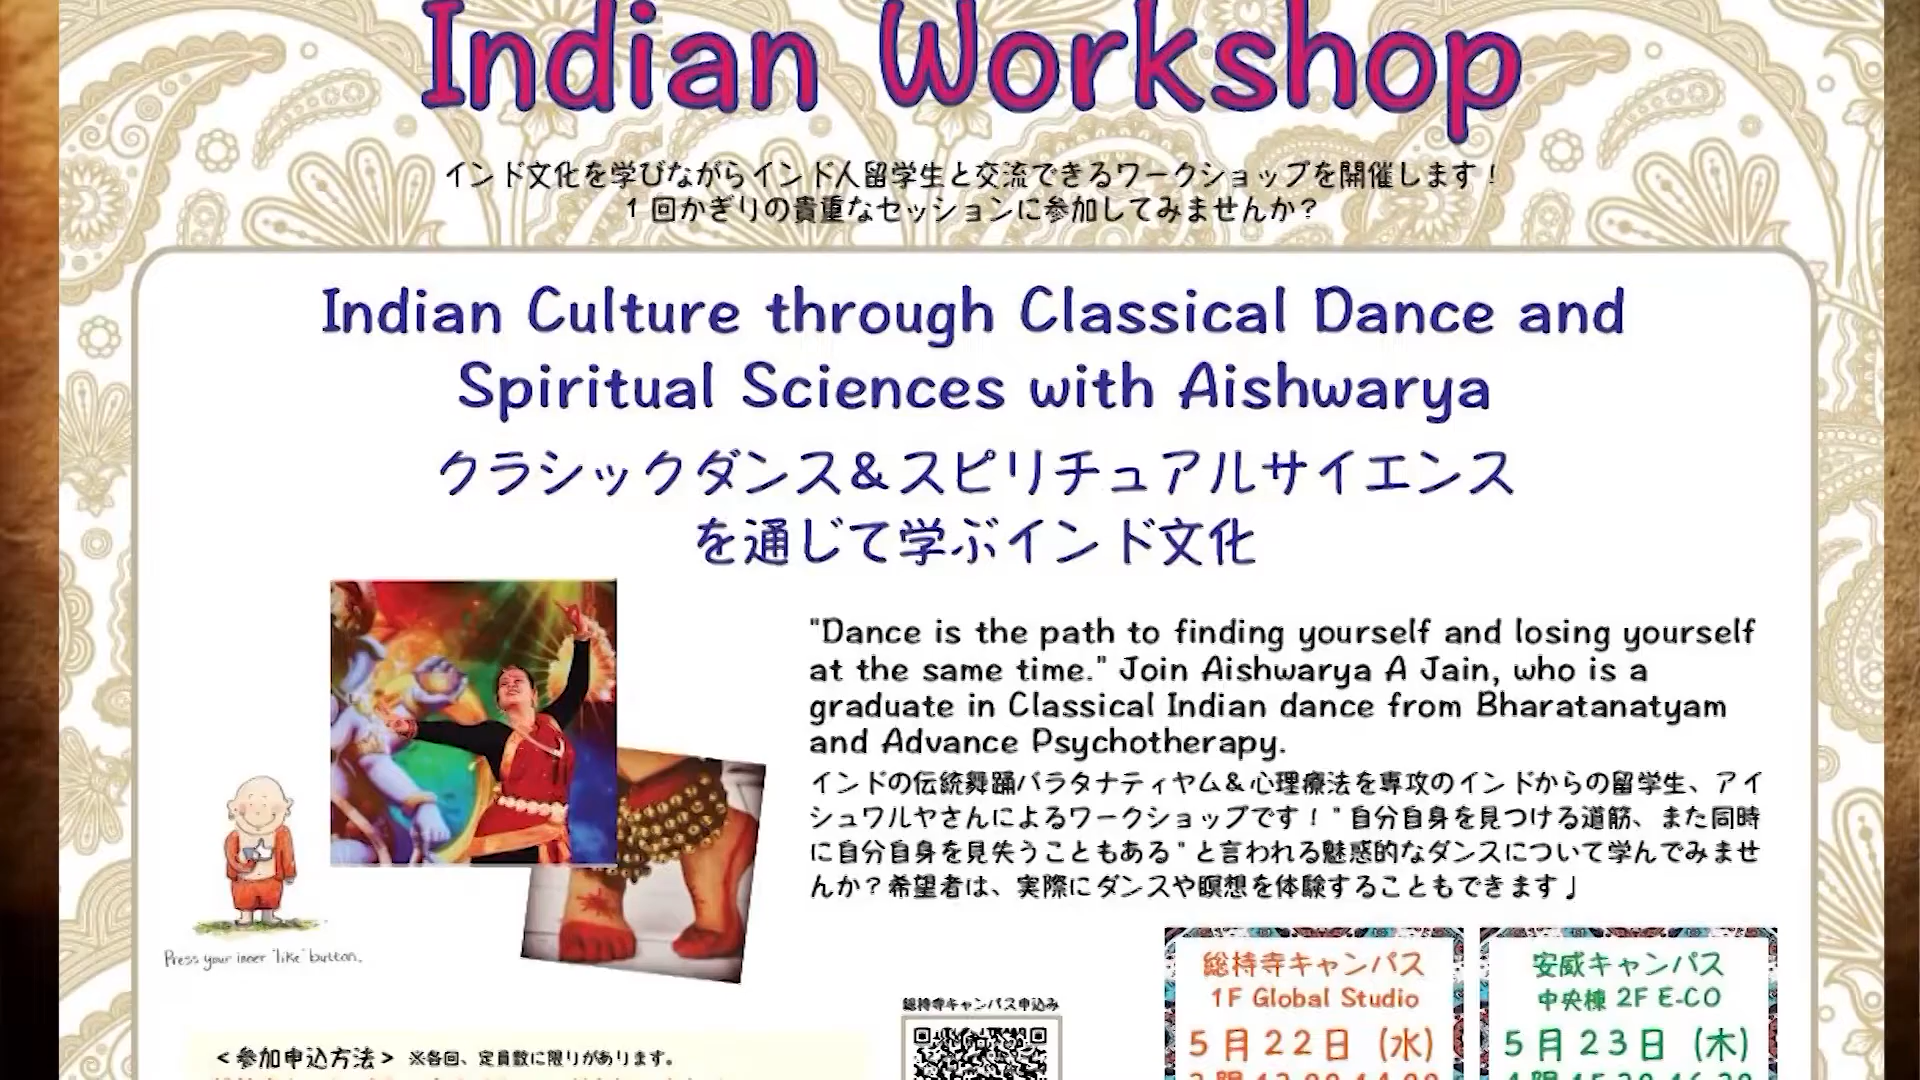 Indian Workshop
インド文化を学びながらインド人留学生と交流できるワークショップを開催します！
1回かぎりの貴重なセッションに参加してみませんか？
Indian Culture through Classical Dance and
Spiritual Sciences with Aishwarya
クラシックダンス＆スピリチュアルサイエンス
を通じて学ぶインド文化
"Dance is the path to finding yourself and losing yourself
at the same time." Join Aishwarya A Jain, who is a
graduate in Classical Indian dance from Bharatanatyam
and Advance Psychotherapy.
インドの伝統舞踊バラタナティヤム＆心理療法を専攻のインドからの留学生、アイ
シュワルヤさんによるワークショップです！"自分自身を見つける道筋、また同時
に自分自身を見失うこともある"と言われる魅惑的なダンスについて学んでみませ
んか？希望者は、実際にダンスや瞑想を体験することもできます♩
Press your inner "like" button.
総持寺キャンパス
1F Global Studio
5月22日（水）
安威キャンパス
中央棟 2F E-CO
5月23日（木）
総持寺キャンパス申込み
＜参加申込方法＞ ※各回、定員数に限りがあります。